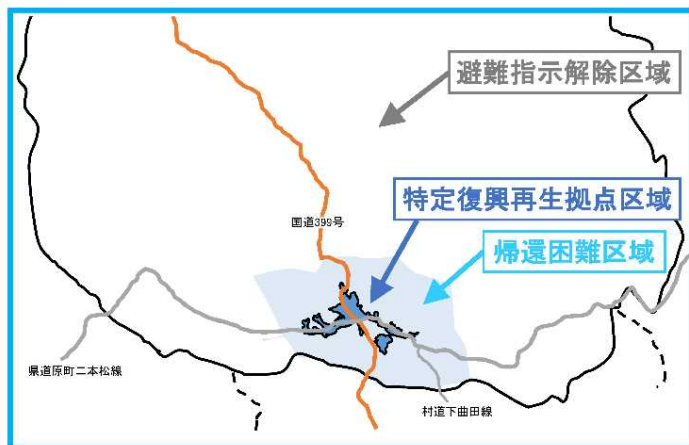 避難指示解除区域
特定復興再生拠点区域
国道399号
帰還困難区域
県道原町二本松線
村道下曲田線